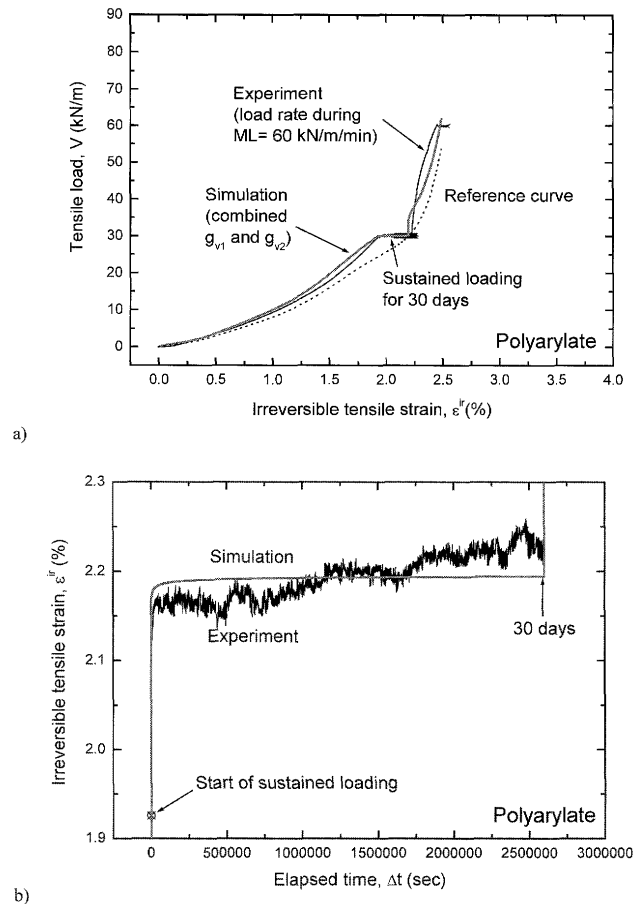 a)
90
80
70
60
50
40
30
20
10
0
Tensile load, V (kN/m)
Experiment
(load rate during
ML= 60 kN/m/min)
Simulation
(combined
gv1 and gv2)
Reference curve
Sustained loading
for 30 days
Polyarylate
0.0 0.5 1.0 1.5 2.0 2.5 3.0 3.5 4.0
Irreversible tensile strain, εir(%)
b)
2.3
2.2
2.1
2.0
1.9
Irreversible tensile strain, εir (%)
Simulation
Experiment
30 days
Start of sustained loading
Polyarylate
0 500000 1000000 1500000 2000000 2500000 3000000
Elapsed time, Δt (sec)